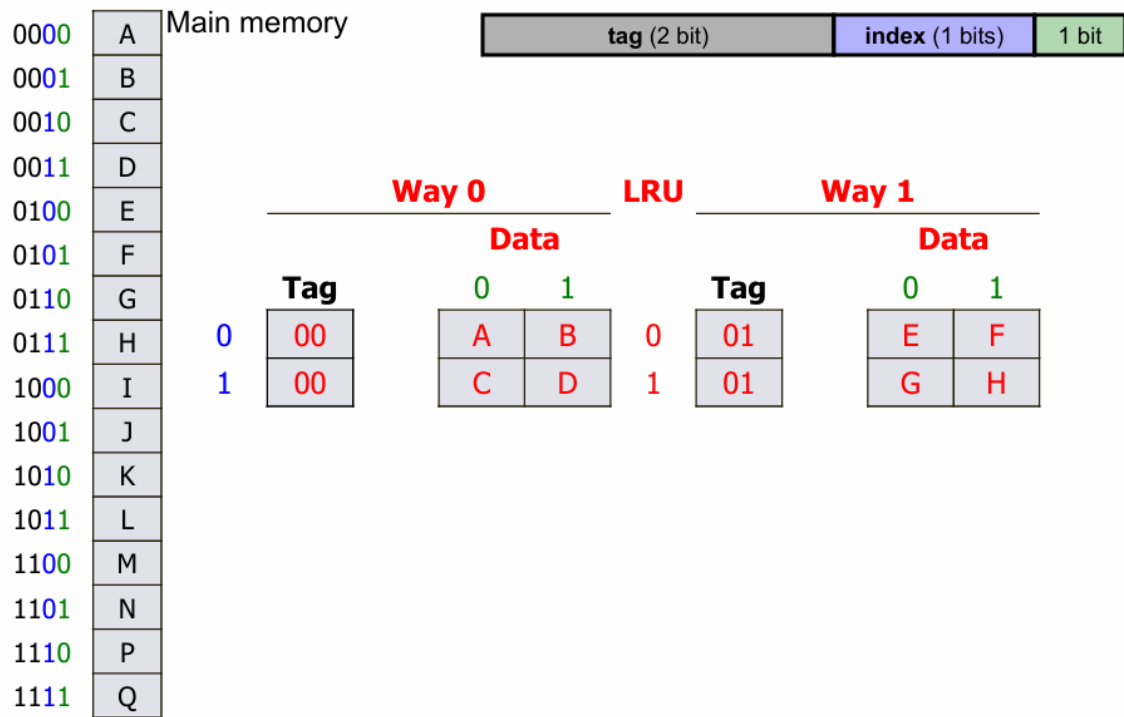 Main memory
tag (2 bit) index (1 bits) 1 bit
0000 A
0001 B
0010 C
0011 D
0100 E
0101 F
0110 G
0111 H
1000 I
1001 J
1010 K
1011 L
1100 M
1101 N
1110 P
1111 Q
Way 0 LRU Way 1
Data Data
Tag 0 1 Tag 0 1
0 00 A B 0 01 E F
1 00 C D 1 01 G H